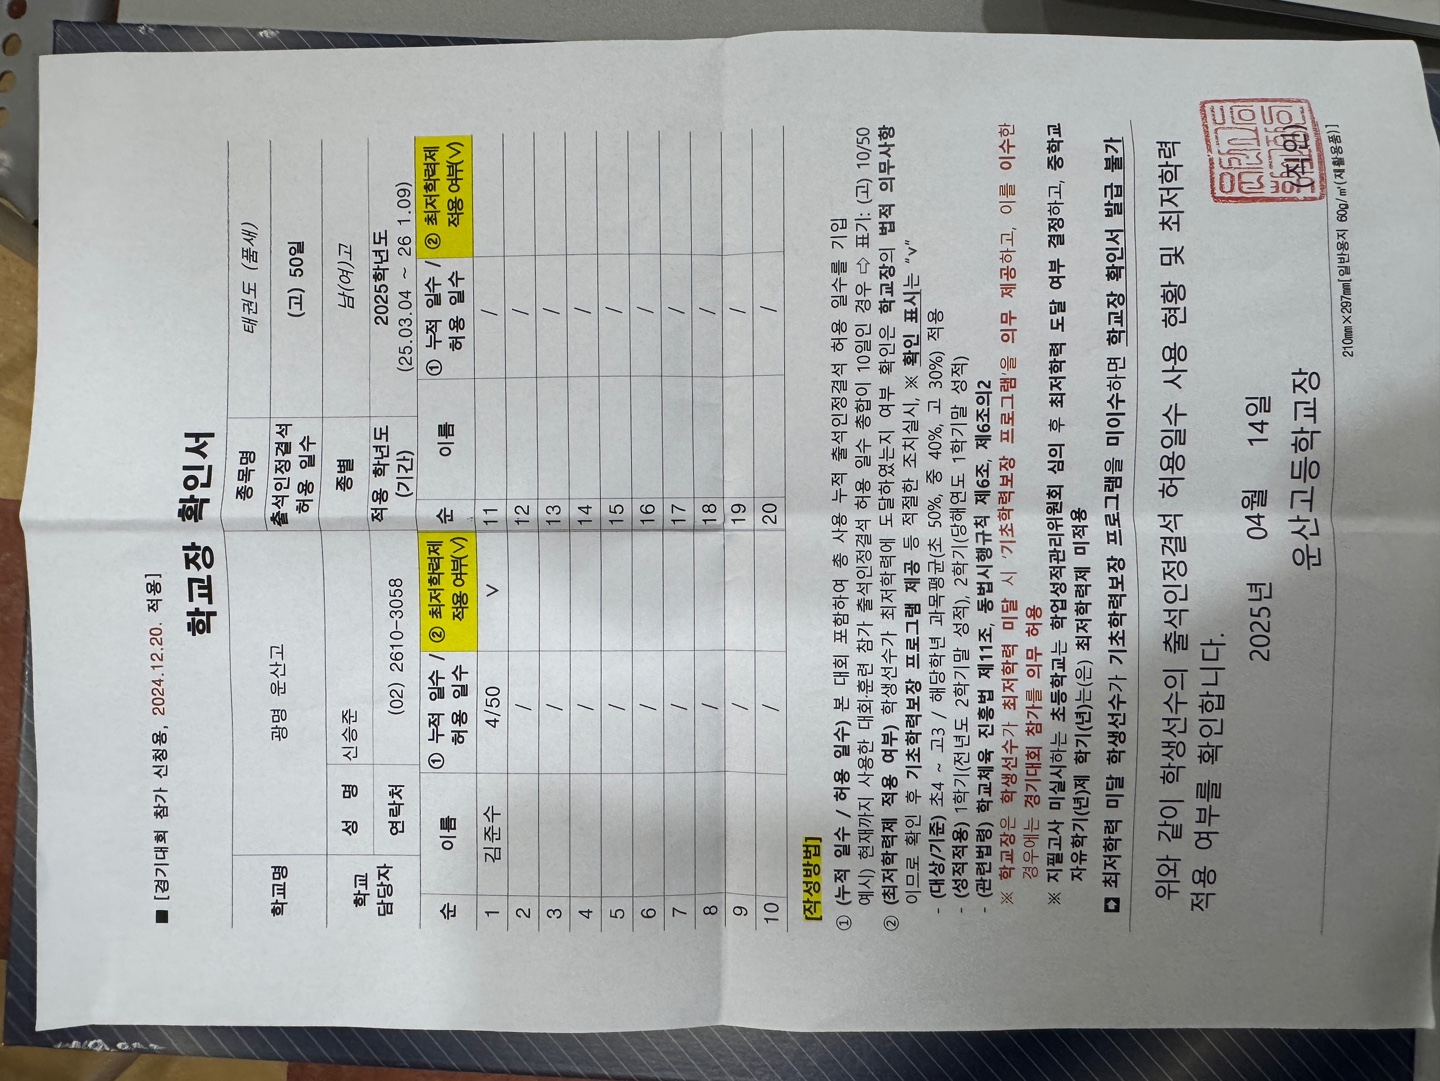 ■ [경기대회 참가 신청용, 2024.12.20. 적용]
학교장 확인서
학교명 광명 운산고 종목명 태권도 (품새)
출석인정결석 허용 일수 (고) 50일
학교 담당자 성 명 신승준 종별 남(여)고
연락처 (02) 2610-3058 적용 학년도 (기간) 2025학년도 (25.03.04 ~ 26 1.09)
순 이름 ① 누적 일수 / 허용 일수 ② 최저학력제 적용 여부(V) 순 이름 ① 누적 일수 / 허용 일수 ② 최저학력제 적용 여부(V)
1 김준수 4/50 V 11 /
2 / 12 /
3 / 13 /
4 / 14 /
5 / 15 /
6 / 16 /
7 / 17 /
8 / 18 /
9 / 19 /
10 / 20 /
[작성방법]
① (누적 일수 / 허용 일수) 본 대회 포함하여 총 사용 누적 출석인정결석 허용 일수를 기입
예시) 현재까지 사용한 대회.훈련 참가 출석인정결석 허용 일수 총합이 10일인 경우 ⇨ 표기: (고) 10/50
② (최저학력제 적용 여부) 학생선수가 최저학력에 도달하였는지 여부 확인은 학교장의 법적 의무사항
이므로 확인 후 기초학력보장 프로그램 제공 등 적절한 조치실시, ※ 확인 표시는 "v"
- (대상/기준) 초4 ~ 고3 / 해당학년 과목평균(초 50%, 중 40%, 고 30%) 적용
- (성적적용) 1학기(전년도 2학기말 성적), 2학기(당해연도 1학기말 성적)
- (관련법령) 학교체육 진흥법 제11조, 동법시행규칙 제6조, 제6조의2
※ 학교장은 학생선수가 최저학력 미달 시 '기초학력보장 프로그램'을 의무 제공하고, 이를 이수한
경우에는 경기대회 참가를 의무 허용
※ 지필고사 미실시하는 초등학교는 학업성적관리위원회 심의 후 최저학력 도달 여부 결정하고, 중학교
자유학기(년)제 학기(년)는(은) 최저학력제 미적용
➡ 최저학력 미달 학생선수가 기초학력보장 프로그램을 미이수하면 학교장 확인서 발급 불가
위와 같이 학생선수의 출석인정결석 허용일수 사용 현황 및 최저학력
적용 여부를 확인합니다.
2025년 04월 14일
운산고등학교장 (직인)
210mm×297mm[일반용지 60g/㎡(재활용품)]